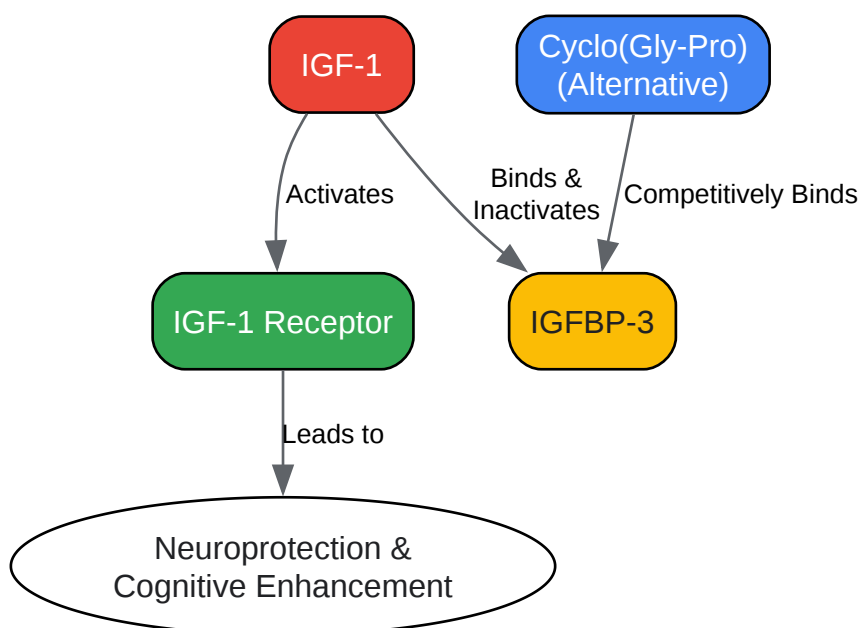 IGF-1
Cyclo(Gly-Pro)
(Alternative)
Activates
Binds &
Inactivates
Competitively Binds
IGF-1 Receptor
IGFBP-3
Leads to
Neuroprotection &
Cognitive Enhancement